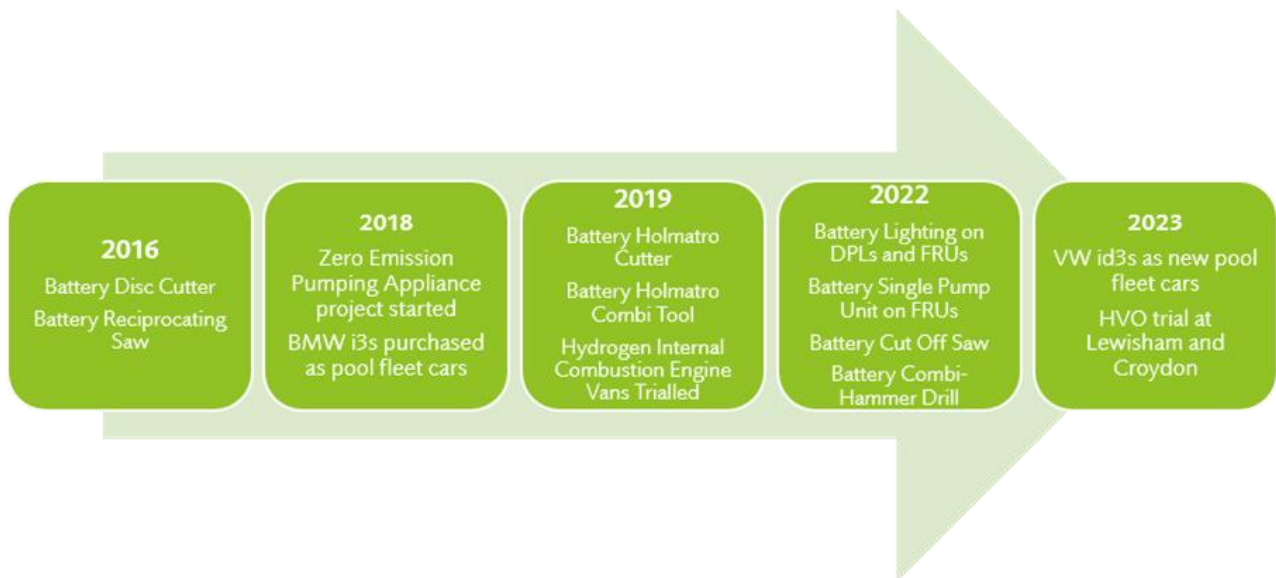 2016
Battery Disc Cutter
Battery Reciprocating
Saw
2018
Zero Emission
Pumping Appliance
project started
BMW i3s purchased
as pool fleet cars
2019
Battery Holmatro
Cutter
Battery Holmatro
Combi Tool
Hydrogen Internal
Combustion Engine
Vans Trialled
2022
Battery Lighting on
DPLs and FRUs
Battery Single Pump
Unit on FRUs
Battery Cut Off Saw
Battery Combi-
Hammer Drill
2023
VW id3s as new pool
fleet cars
HVO trial at
Lewisham and
Croydon